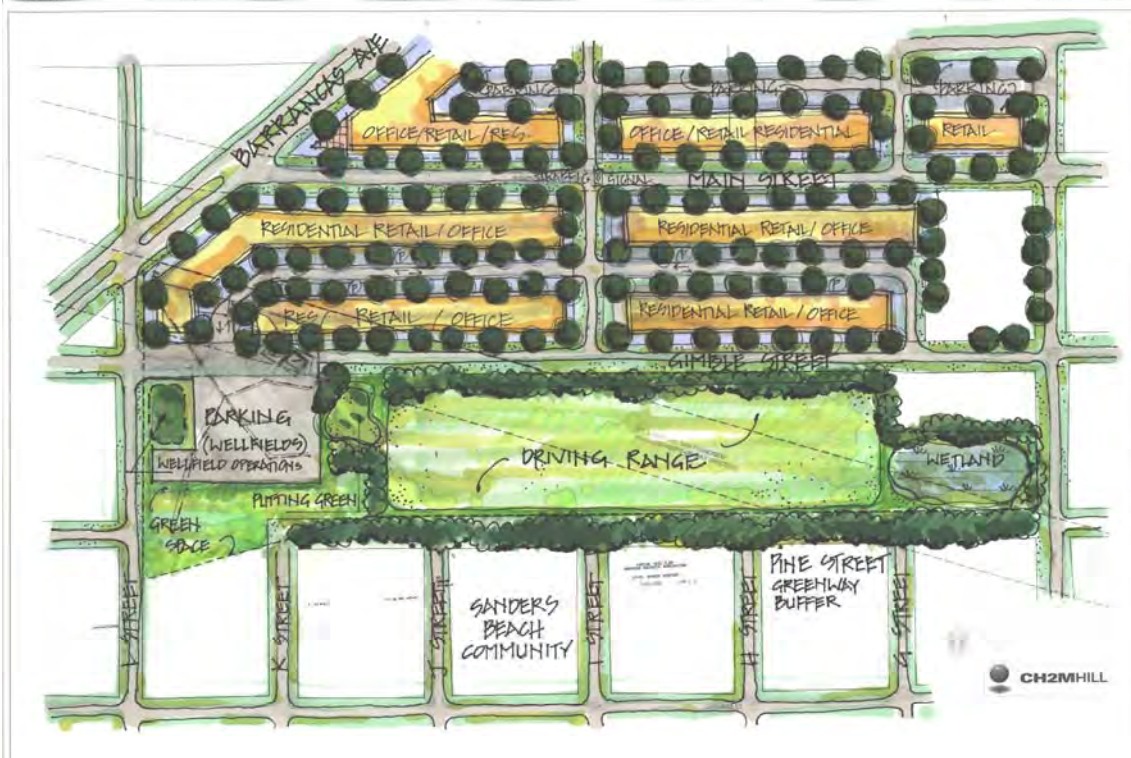 BARRANCAS AVE
PARKING
PARKING
PARKING
OFFICE/RETAIL/RES.
OFFICE/RETAIL RESIDENTIAL
RETAIL
SIGNAL
MAIN STREET
RESIDENTIAL RETAIL/OFFICE
RESIDENTIAL RETAIL/OFFICE
P
P
P
P
RES/ RETAIL / OFFICE
RESIDENTIAL RETAIL/OFFICE
GIMBLE STREET
PARKING
(WELLFIELDS)
WELLFIELD OPERATIONS
DRIVING RANGE
WETLAND
PUTTING GREEN
GREEN
SPACE
L STREET
K STREET
J STREET
I STREET
H STREET
G STREET
SANDERS
BEACH
COMMUNITY
PINE STREET
GREENWAY
BUFFER
CH2MHILL